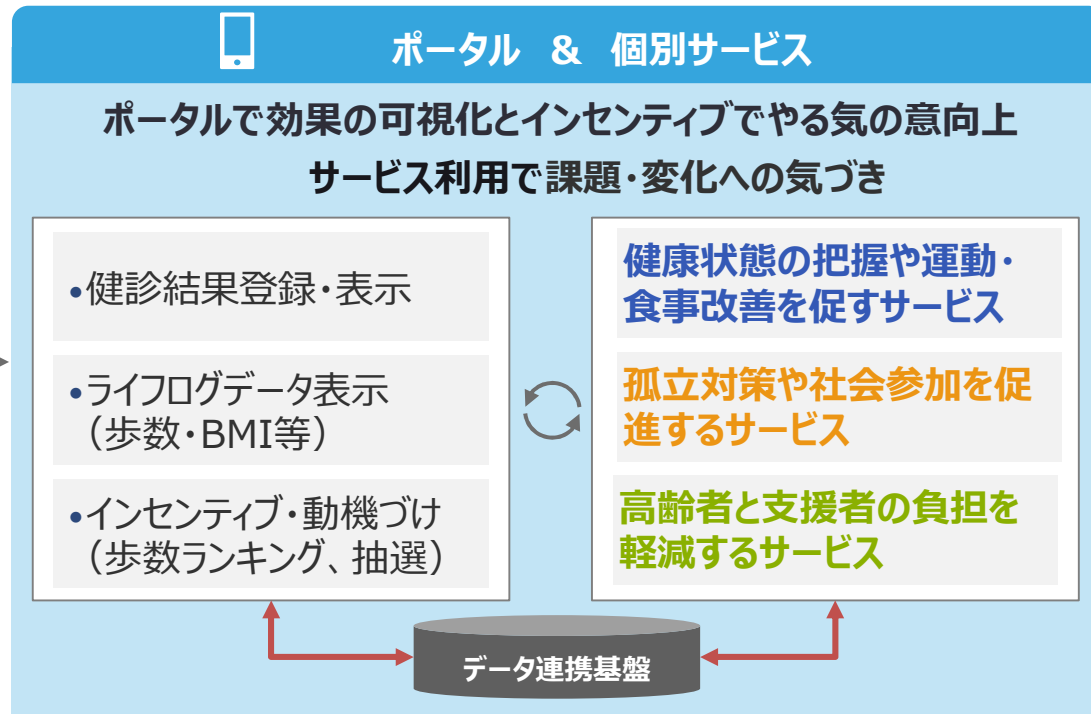 ポータル & 個別サービス
ポータルで効果の可視化とインセンティブでやる気の意向上
サービス利用で課題・変化への気づき
•健診結果登録・表示
•ライフログデータ表示
（歩数・BMI等）
•インセンティブ・動機づけ
（歩数ランキング、抽選）
健康状態の把握や運動・
食事改善を促すサービス
孤立対策や社会参加を促
進するサービス
高齢者と支援者の負担を
軽減するサービス
データ連携基盤